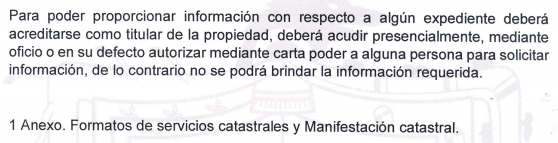 Para poder proporcionar información con respecto a algún expediente deberá
acreditarse como titular de la propiedad, deberá acudir presencialmente, mediante
oficio o en su defecto autorizar mediante carta poder a alguna persona para solicitar
información, de lo contrario no se podrá brindar la información requerida.
1 Anexo. Formatos de servicios catastrales y Manifestación catastral.